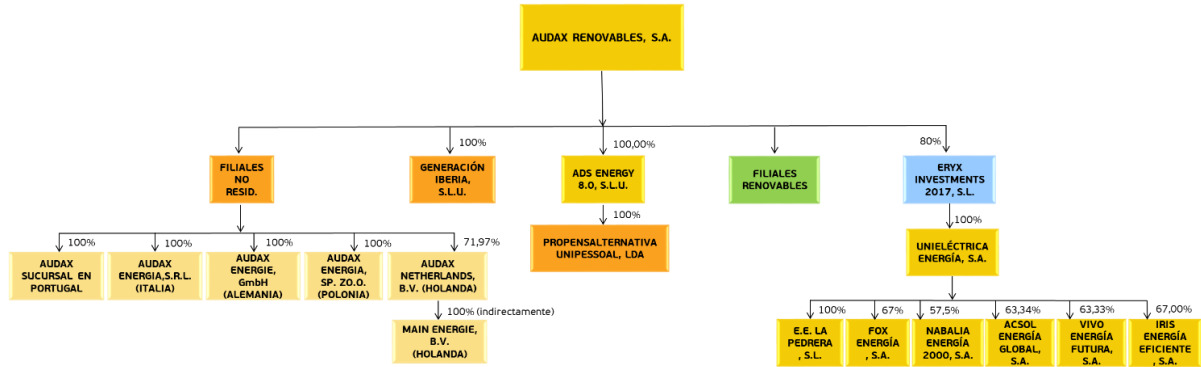 AUDAX RENOVABLES, S.A.
100%
100,00%
80%
FILIALES
NO
RESID.
GENERACIÓN
IBERIA,
S.L.U.
ADS ENERGY
8.0, S.L.U.
FILIALES
RENOVABLES
ERYX
INVESTMENTS
2017, S.L.
100%
100%
PROPENSALTERNATIVA
UNIPESSOAL, LDA
UNIELÉCTRICA
ENERGÍA, S.A.
100%
100%
100%
100%
71,97%
AUDAX
SUCURSAL EN
PORTUGAL
AUDAX
ENERGIA,S.R.L.
(ITALIA)
AUDAX
ENERGIE,
GmbH
(ALEMANIA)
AUDAX
ENERGIA,
SP. ZO.O.
(POLONIA)
AUDAX
NETHERLANDS,
B.V. (HOLANDA)
100% (indirectamente)
MAIN ENERGIE,
B.V.
(HOLANDA)
100%
67%
57,5%
63,34%
63,33%
67,00%
E.E. LA
PEDRERA
, S.L.
FOX
ENERGÍA
, S.A.
NABALIA
ENERGÍA
2000, S.A.
ACSOL
ENERGÍA
GLOBAL,
S.A.
VIVO
ENERGÍA
FUTURA,
S.A.
IRIS
ENERGÍA
EFICIENTE
, S.A.